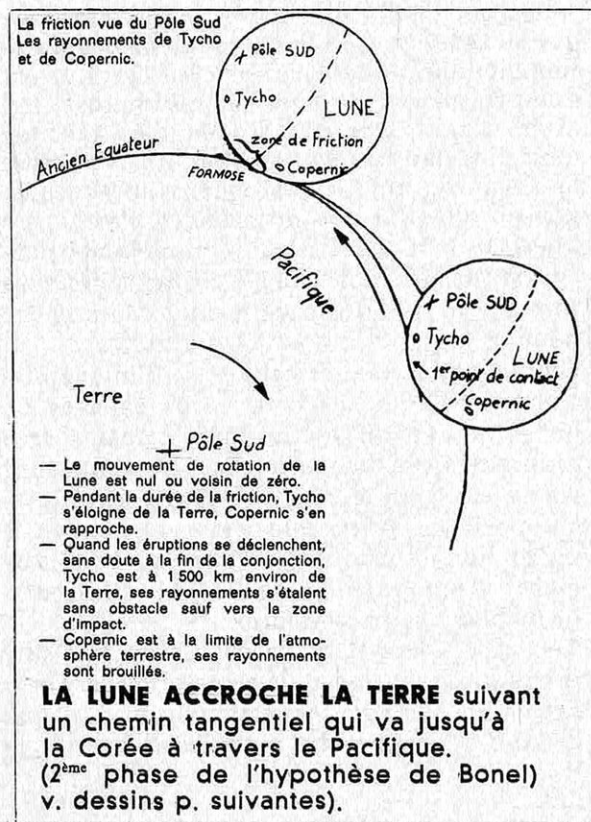 La friction vue du Pôle Sud
Les rayonnements de Tycho
et de Copernic.
Pôle SUD
Tycho
LUNE
zone de Friction
Copernic
Ancien Equateur
FORMOSE
Pacifique
Pôle SUD
Tycho
LUNE
1er point de contact
Copernic
Terre
Pôle Sud
— Le mouvement de rotation de la
Lune est nul ou voisin de zéro.
— Pendant la durée de la friction, Tycho
s'éloigne de la Terre, Copernic s'en
rapproche.
— Quand les éruptions se déclenchent,
sans doute à la fin de la conjonction,
Tycho est à 1 500 km environ de
la Terre, ses rayonnements s'étalent
sans obstacle sauf vers la zone
d'impact.
— Copernic est à la limite de l'atmo-
sphère terrestre, ses rayonnements
sont brouillés.
LA LUNE ACCROCHE LA TERRE suivant
un chemin tangentiel qui va jusqu'à
la Corée à travers le Pacifique.
(2ème phase de l'hypothèse de Bonel)
v. dessins p. suivantes).